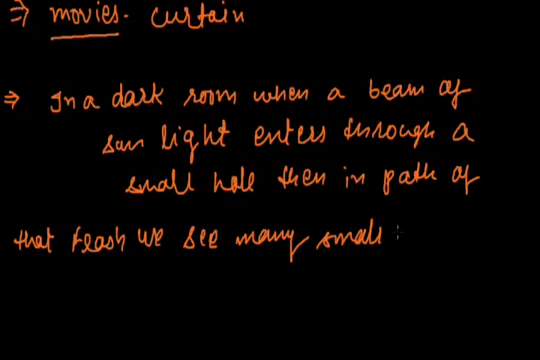 ⇒ movies. curtain
⇒ In a dark room when a beam of
sun light enters through a
small hole then in path of
that flash we see many small